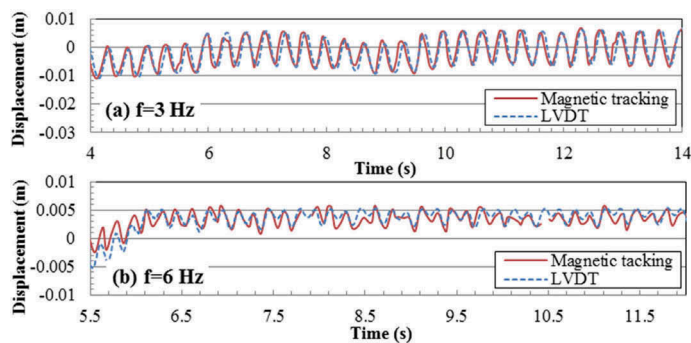 Displacement (m)
0.01
0
-0.01
-0.02
-0.03
(a) f=3 Hz
Magnetic tracking
LVDT
4
6
8
10
12
14
Time (s)
Displacement (m)
0.01
0.005
0
-0.005
-0.01
(b) f=6 Hz
Magnetic tacking
LVDT
5.5
6.5
7.5
8.5
9.5
10.5
11.5
Time (s)